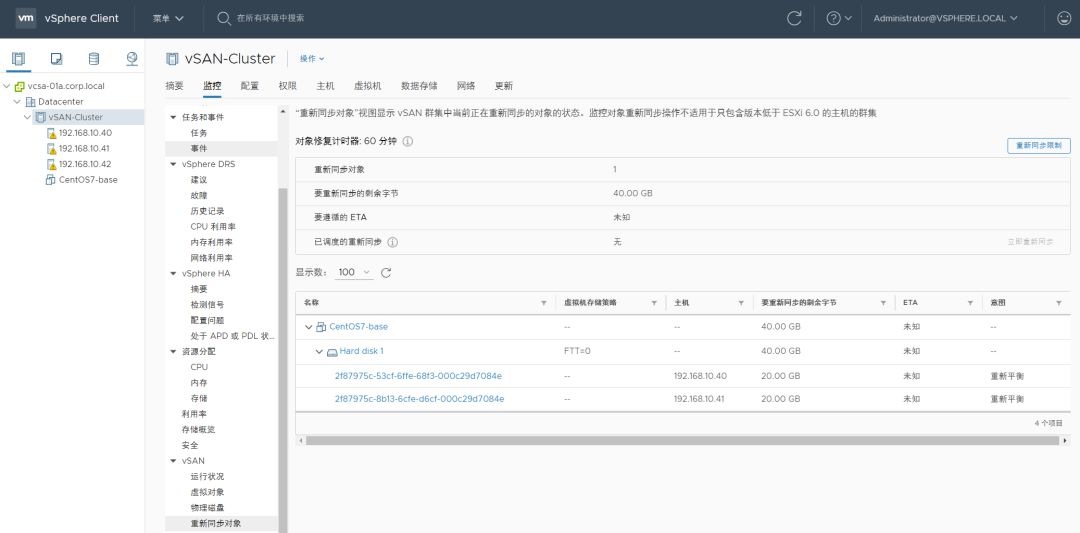 vm vSphere Client 菜单 在所有环境中搜索 Administrator@VSPHERE.LOCAL
vcsa-01a.corp.local
Datacenter
vSAN-Cluster
192.168.10.40
192.168.10.41
192.168.10.42
CentOS7-base
vSAN-Cluster 操作
摘要 监控 配置 权限 主机 虚拟机 数据存储 网络 更新
任务和事件
任务
事件
vSphere DRS
建议
故障
历史记录
CPU 利用率
内存利用率
网络利用率
vSphere HA
摘要
检测信号
配置问题
处于 APD 或 PDL 状...
资源分配
CPU
内存
存储
利用率
存储概览
安全
vSAN
运行状况
虚拟对象
物理磁盘
重新同步对象
“重新同步对象”视图显示 vSAN 群集中当前正在重新同步的对象的状态。监控对象重新同步操作不适用于只包含版本低于 ESXi 6.0 的主机的群集
对象修复计时器: 60 分钟
重新同步限制
重新同步对象 1
要重新同步的剩余字节 40.00 GB
要遵循的 ETA 未知
已调度的重新同步 无 立即重新同步
显示数: 100
名称 虚拟机存储策略 主机 要重新同步的剩余字节 ETA 意图
CentOS7-base -- -- 40.00 GB 未知 --
Hard disk 1 FTT=0 -- 40.00 GB 未知 --
2f87975c-53cf-6ffe-68f3-000c29d7084e -- 192.168.10.40 20.00 GB 未知 重新平衡
2f87975c-8b13-6cfe-d6cf-000c29d7084e -- 192.168.10.41 20.00 GB 未知 重新平衡
4 个项目